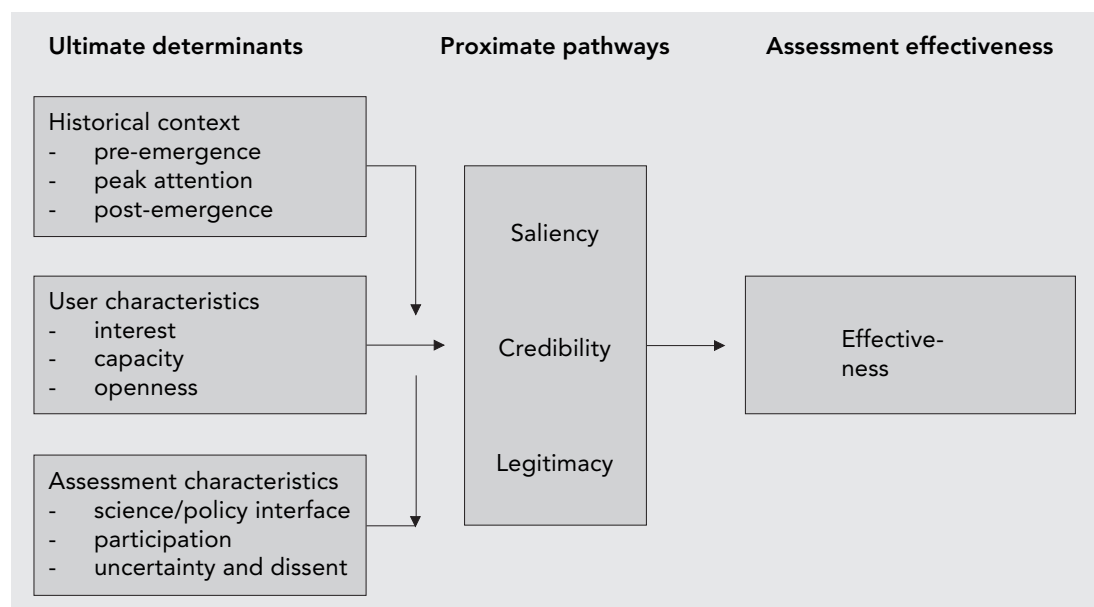 Ultimate determinants
Proximate pathways
Assessment effectiveness
Historical context
- pre-emergence
- peak attention
- post-emergence
User characteristics
- interest
- capacity
- openness
Assessment characteristics
- science/policy interface
- participation
- uncertainty and dissent
Saliency
Credibility
Legitimacy
Effective-
ness